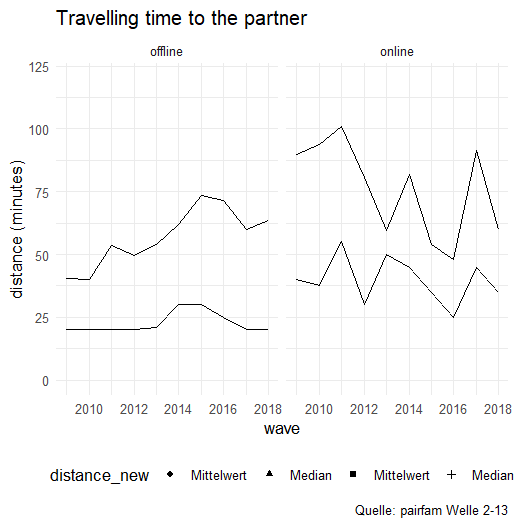 Travelling time to the partner
offline
online
125
100
75
50
25
0
distance (minutes)
2010 2012 2014 2016 2018
2010 2012 2014 2016 2018
wave
distance_new Mittelwert Median Mittelwert Median
Quelle: pairfam Welle 2-13